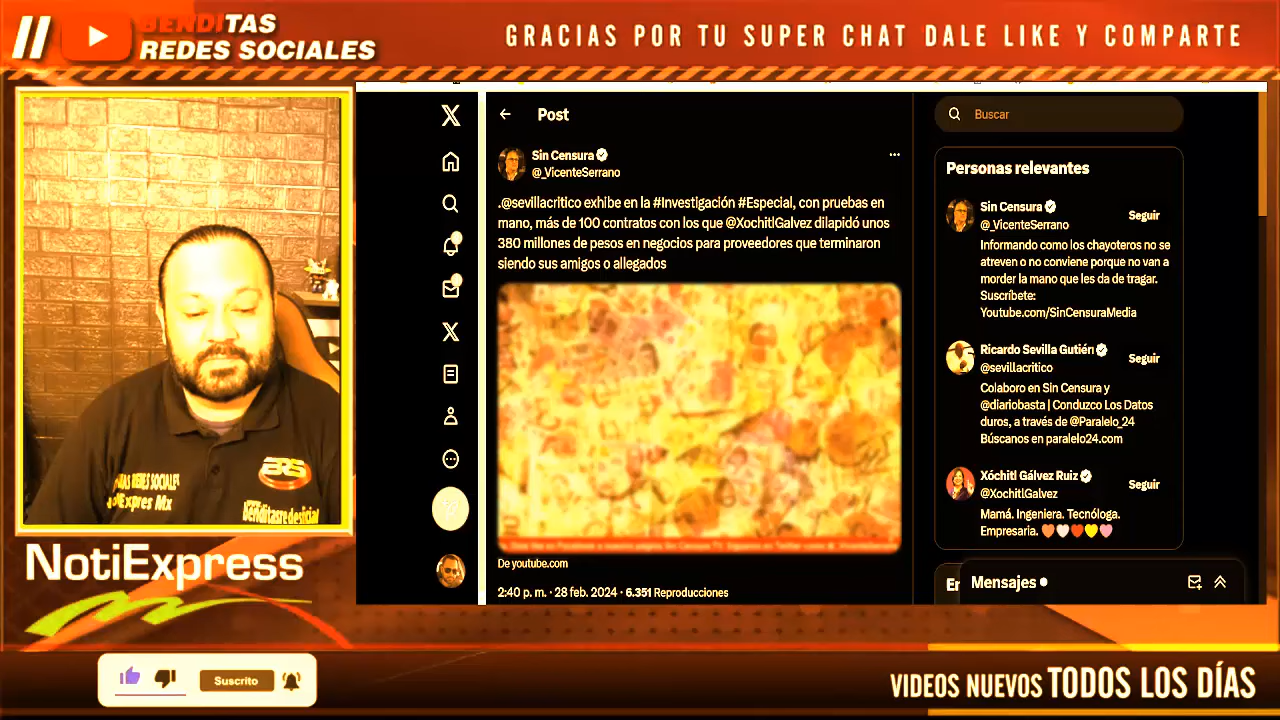 BENDITAS
REDES SOCIALES
GRACIAS POR TU SUPER CHAT DALE LIKE Y COMPARTE
Post
Buscar
Sin Censura
@_VicenteSerrano
.@sevillacritico exhibe en la #Investigación #Especial, con pruebas en
mano, más de 100 contratos con los que @XochitlGalvez dilapidó unos
380 millones de pesos en negocios para proveedores que terminaron
siendo sus amigos o allegados
De youtube.com
2:40 p. m. · 28 feb. 2024 · 6.351 Reproducciones
Personas relevantes
Sin Censura
@_VicenteSerrano
Seguir
Informando como los chayoteros no se
atreven o no conviene porque no van a
morder la mano que les da de tragar.
Suscríbete:
Youtube.com/SinCensuraMedia
Ricardo Sevilla Gutién
@sevillacritico
Seguir
Colaboro en Sin Censura y
@diariobasta | Conduzco Los Datos
duros, a través de @Paralelo_24
Búscanos en paralelo24.com
Xóchitl Gálvez Ruiz
@XochitlGalvez
Seguir
Mamá. Ingeniera. Tecnóloga.
Empresaria.
Mensajes
REDES SOCIALES
NotiExpress
Suscrito
VIDEOS NUEVOS TODOS LOS DÍAS